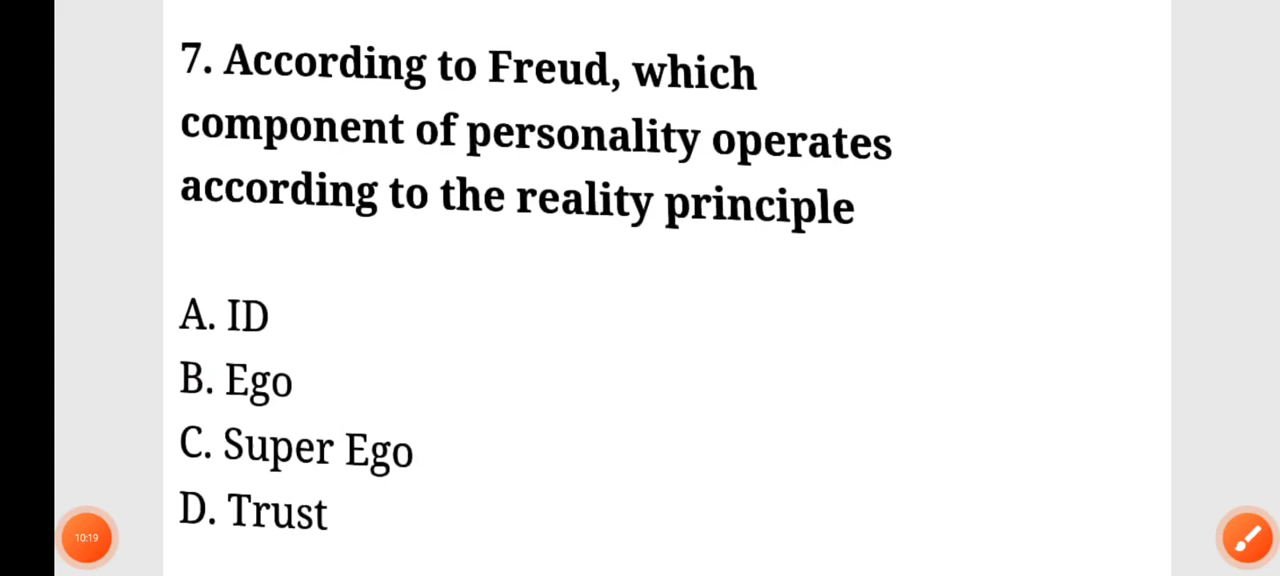 7. According to Freud, which
component of personality operates
according to the reality principle
A. ID
B. Ego
C. Super Ego
D. Trust
10:19